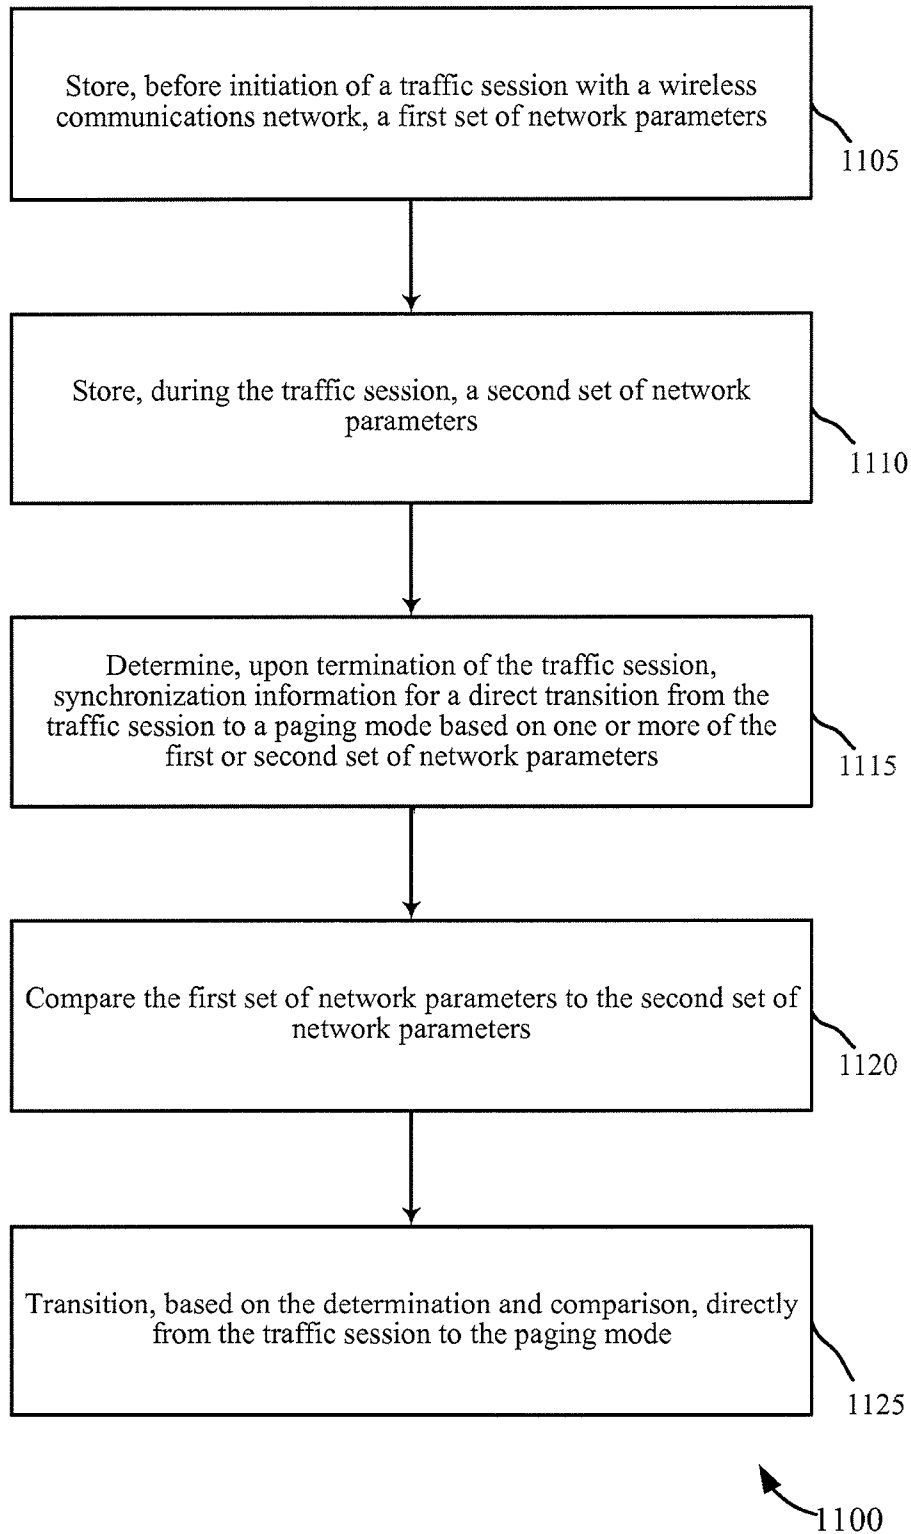 Store, before initiation of a traffic session with a wireless
communications network, a first set of network parameters
1105
Store, during the traffic session, a second set of network
parameters
1110
Determine, upon termination of the traffic session,
synchronization information for a direct transition from the
traffic session to a paging mode based on one or more of the
first or second set of network parameters
1115
Compare the first set of network parameters to the second set of
network parameters
1120
Transition, based on the determination and comparison, directly
from the traffic session to the paging mode
1125
1100